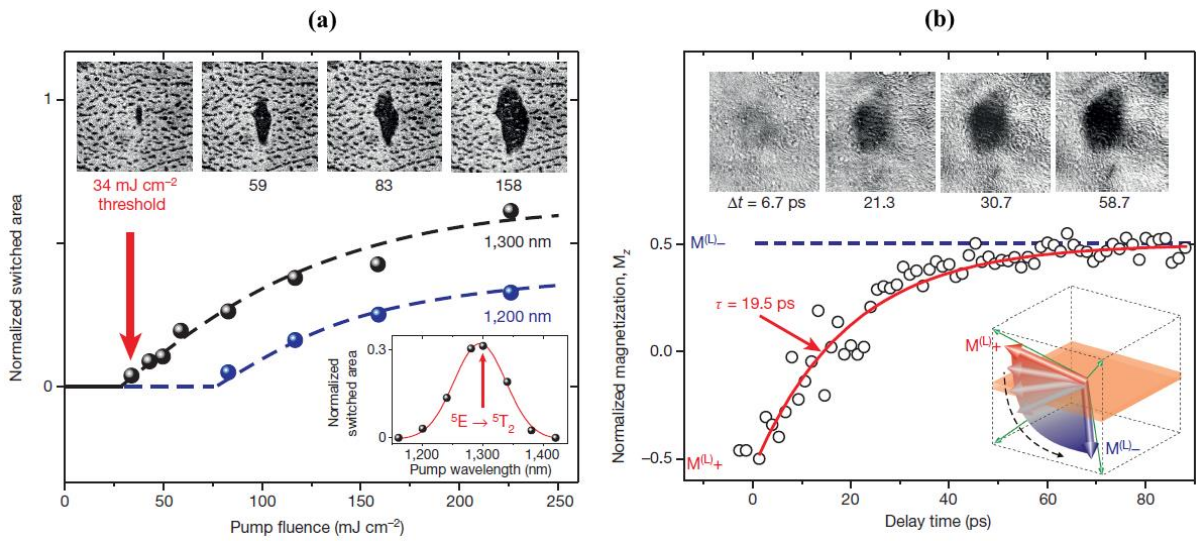 (a)
1
0
Normalized switched area
34 mJ cm⁻²
threshold
59
83
158
1,300 nm
1,200 nm
0.3
0
Normalized
switched area
⁵E → ⁵T₂
1,200
1,300
1,400
Pump wavelength (nm)
0
50
100
150
200
250
Pump fluence (mJ cm⁻²)
(b)
Normalized magnetization, M_z
Δt = 6.7 ps
21.3
30.7
58.7
M⁽ᴸ⁾–
0.5
0.0
–0.5
M⁽ᴸ⁾+
τ = 19.5 ps
M⁽ᴸ⁾+
M⁽ᴸ⁾–
0
20
40
60
80
Delay time (ps)